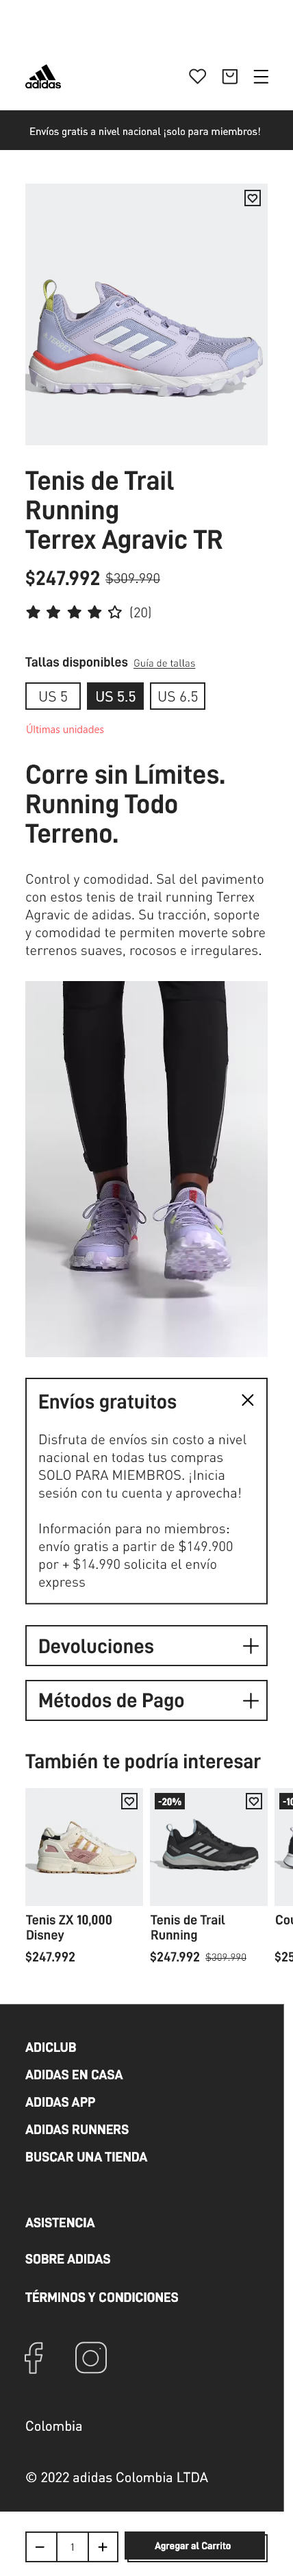 adidas
Envíos gratis a nivel nacional ¡solo para miembros!
TERREX
Tenis de Trail
Running
Terrex Agravic TR
$247.992 $309.990
(20)
Tallas disponibles Guía de tallas
US 5 US 5.5 US 6.5
Últimas unidades
Corre sin Límites.
Running Todo
Terreno.
Control y comodidad. Sal del pavimento
con estos tenis de trail running Terrex
Agravic de adidas. Su tracción, soporte
y comodidad te permiten moverte sobre
terrenos suaves, rocosos e irregulares.
Envíos gratuitos
Disfruta de envíos sin costo a nivel
nacional en todas tus compras
SOLO PARA MIEMBROS. ¡Inicia
sesión con tu cuenta y aprovecha!
Información para no miembros:
envío gratis a partir de $149.900
por + $14.990 solicita el envío
express
Devoluciones
Métodos de Pago
También te podría interesar
-20%
Tenis ZX 10,000
Disney
$247.992
Tenis de Trail
Running
$247.992 $309.990
ADICLUB
ADIDAS EN CASA
ADIDAS APP
ADIDAS RUNNERS
BUSCAR UNA TIENDA
ASISTENCIA
SOBRE ADIDAS
TÉRMINOS Y CONDICIONES
Colombia
© 2022 adidas Colombia LTDA
− 1 + Agregar al Carrito